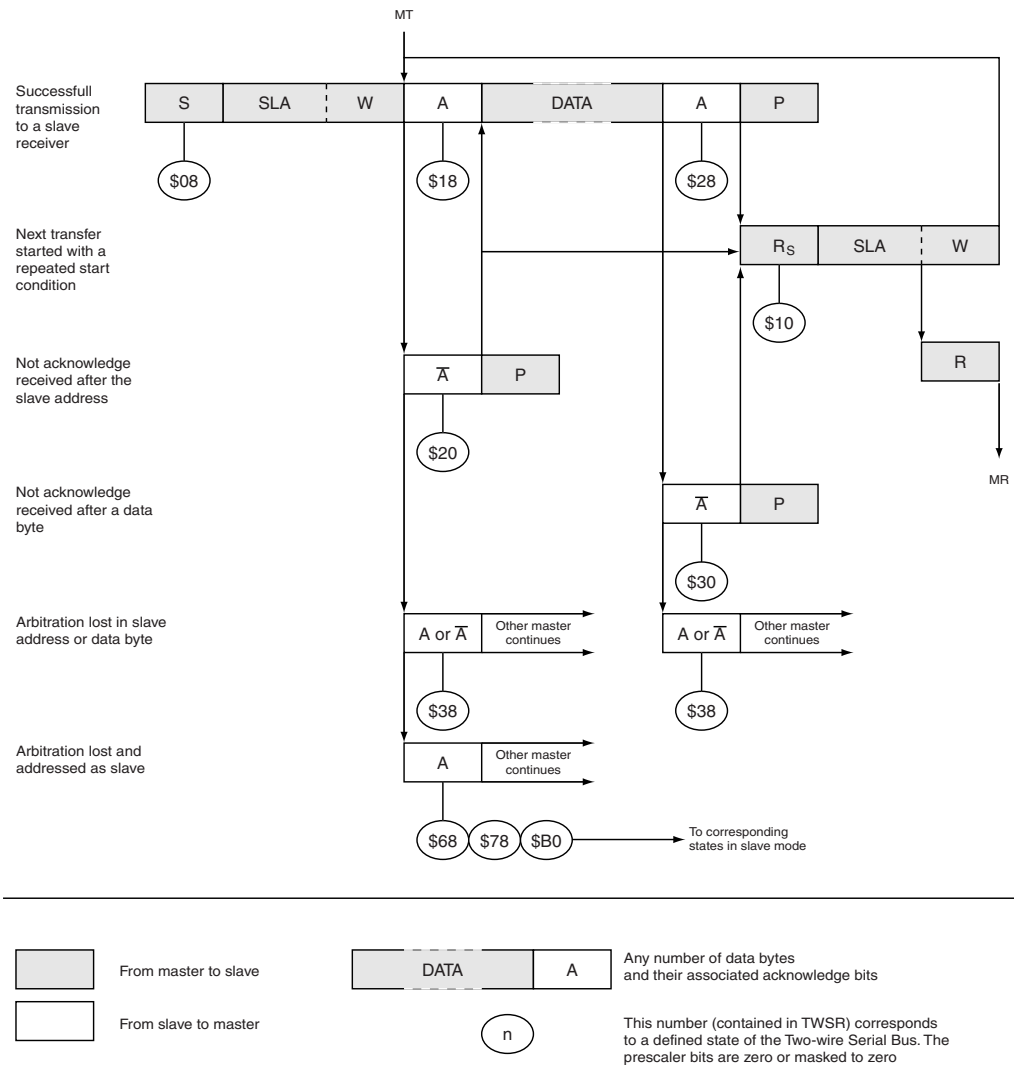 MT
Successfull
transmission
to a slave
receiver
S SLA W A DATA A P
$08 $18 $28
Next transfer
started with a
repeated start
condition
RS SLA W
$10
Not acknowledge
received after the
slave address
A̅ P
R
$20
MR
Not acknowledge
received after a data
byte
A̅ P
$30
Arbitration lost in slave
address or data byte
A or A̅ Other master
continues
A or A̅ Other master
continues
$38 $38
Arbitration lost and
addressed as slave
A Other master
continues
$68 $78 $B0 To corresponding
states in slave mode
From master to slave
DATA A Any number of data bytes
and their associated acknowledge bits
From slave to master
n This number (contained in TWSR) corresponds
to a defined state of the Two-wire Serial Bus. The
prescaler bits are zero or masked to zero